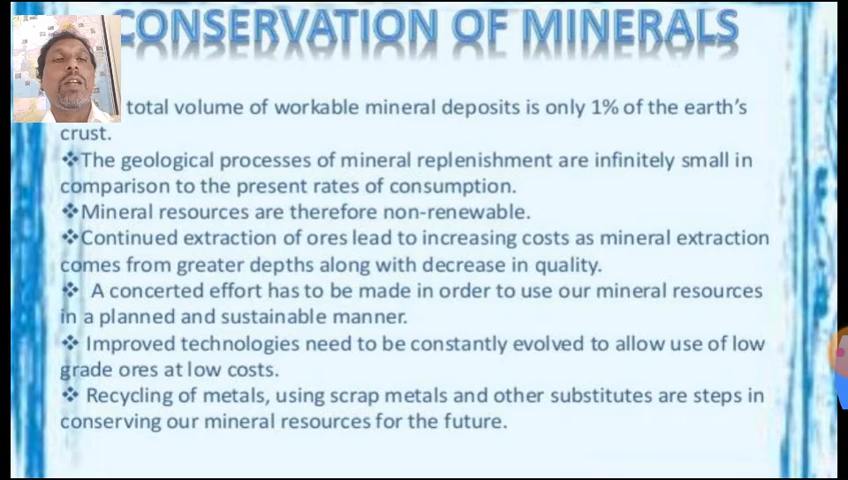 CONSERVATION OF MINERALS
total volume of workable mineral deposits is only 1% of the earth's
crust.
❖The geological processes of mineral replenishment are infinitely small in
comparison to the present rates of consumption.
❖Mineral resources are therefore non-renewable.
❖Continued extraction of ores lead to increasing costs as mineral extraction
comes from greater depths along with decrease in quality.
❖ A concerted effort has to be made in order to use our mineral resources
in a planned and sustainable manner.
❖ Improved technologies need to be constantly evolved to allow use of low
grade ores at low costs.
❖ Recycling of metals, using scrap metals and other substitutes are steps in
conserving our mineral resources for the future.